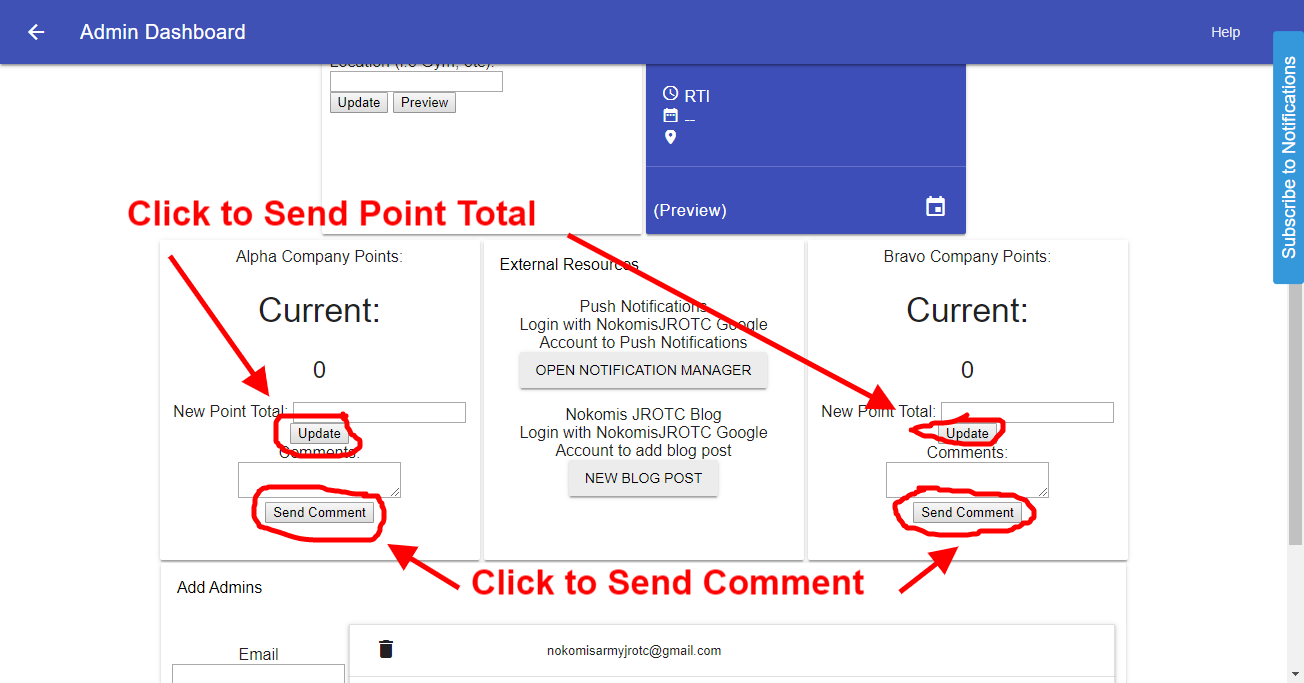 Admin Dashboard
Help
Subscribe to Notifications
Location (i.e Gym, etc):
Update Preview
RTI
--
(Preview)
Click to Send Point Total
Alpha Company Points:
Current:
0
New Point Total:
Update
Comments:
Send Comment
External Resources
Push Notifications
Login with NokomisJROTC Google
Account to Push Notifications
OPEN NOTIFICATION MANAGER
Nokomis JROTC Blog
Login with NokomisJROTC Google
Account to add blog post
NEW BLOG POST
Bravo Company Points:
Current:
0
New Point Total:
Update
Comments:
Send Comment
Click to Send Comment
Add Admins
Email
nokomisarmyjrotc@gmail.com